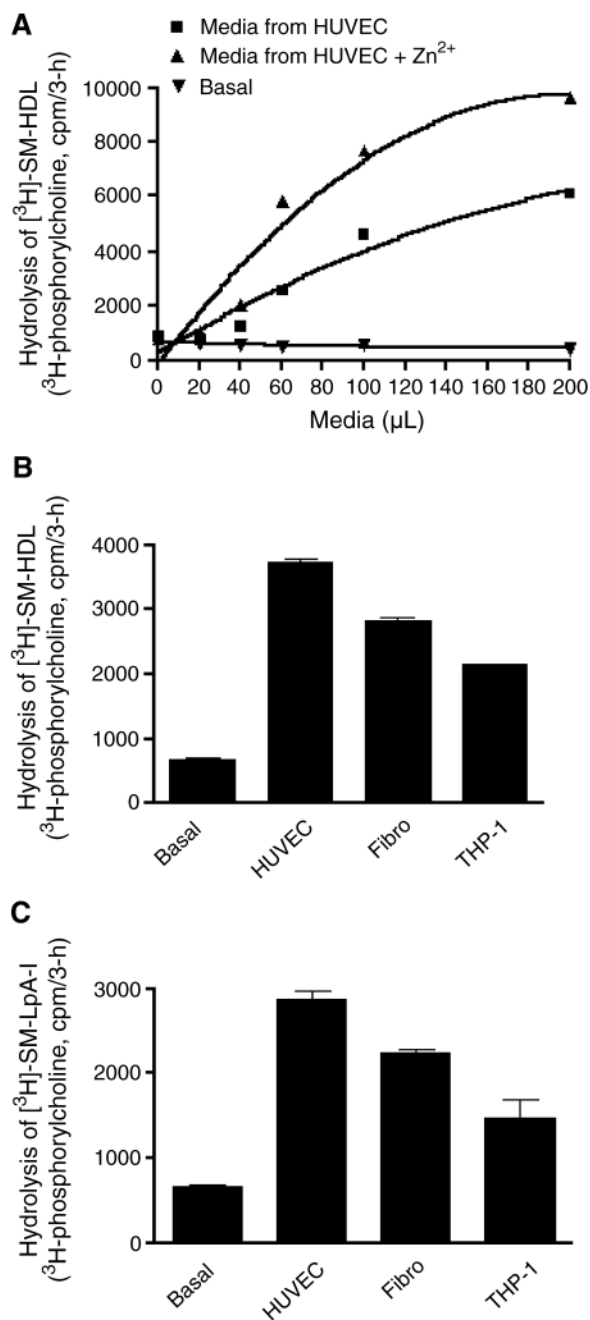 A
Media from HUVEC
Media from HUVEC + Zn²⁺
Basal
Hydrolysis of [³H]-SM-HDL
(³H-phosphorylcholine, cpm/3-h)
10000
8000
6000
4000
2000
0
0 20 40 60 80 100 120 140 160 180 200
Media (µL)
B
Hydrolysis of [³H]-SM-HDL
(³H-phosphorylcholine, cpm/3-h)
4000
3000
2000
1000
0
Basal HUVEC Fibro THP-1
C
Hydrolysis of [³H]-SM-LpA-I
(³H-phosphorylcholine, cpm/3-h)
3000
2000
1000
0
Basal HUVEC Fibro THP-1